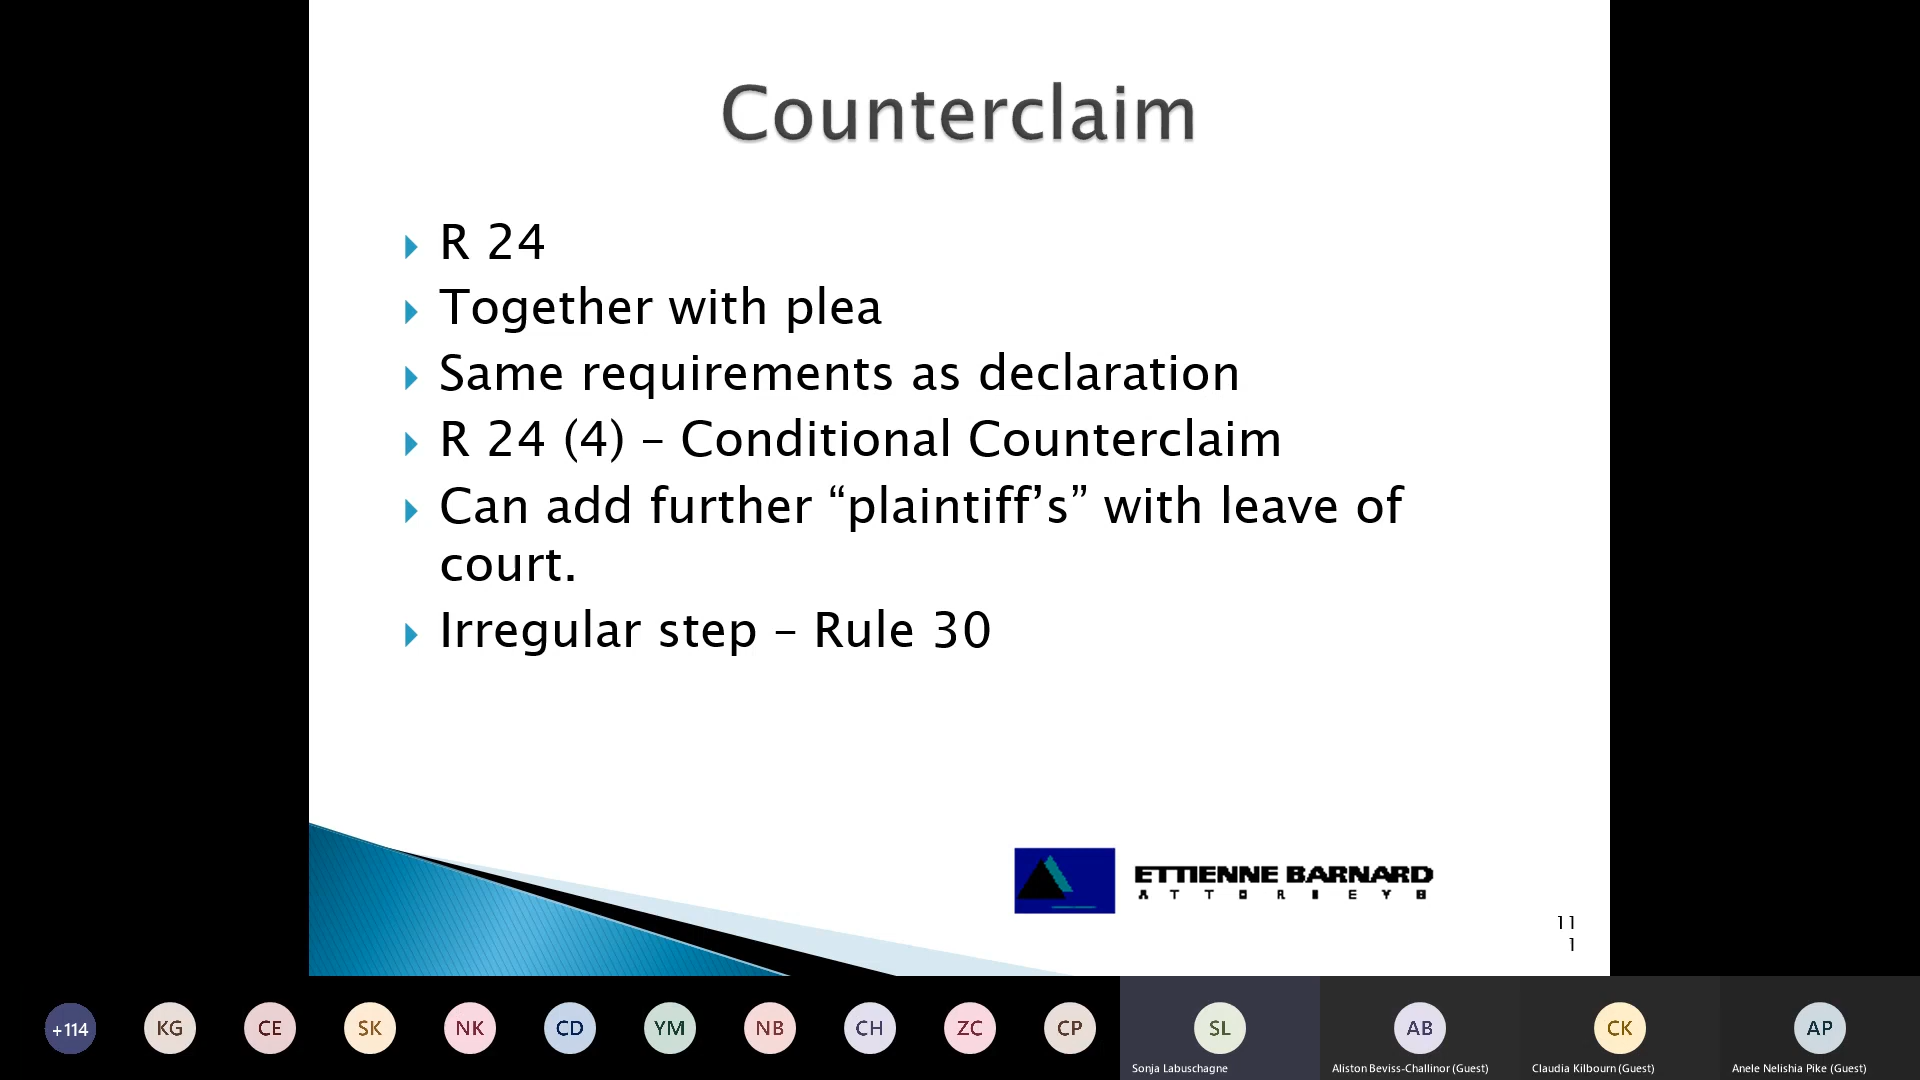 Counterclaim
R 24
Together with plea
Same requirements as declaration
R 24 (4) – Conditional Counterclaim
Can add further “plaintiff’s” with leave of
court.
Irregular step – Rule 30
ETTIENNE BARNARD
ATTORNEYS
11
1
+114
KG
CE
SK
NK
CD
YM
NB
CH
ZC
CP
SL
AB
CK
AP
Sonja Labuschagne
Aliston Beviss-Challinor (Guest)
Claudia Kilbourn (Guest)
Anele Nelishia Pike (Guest)